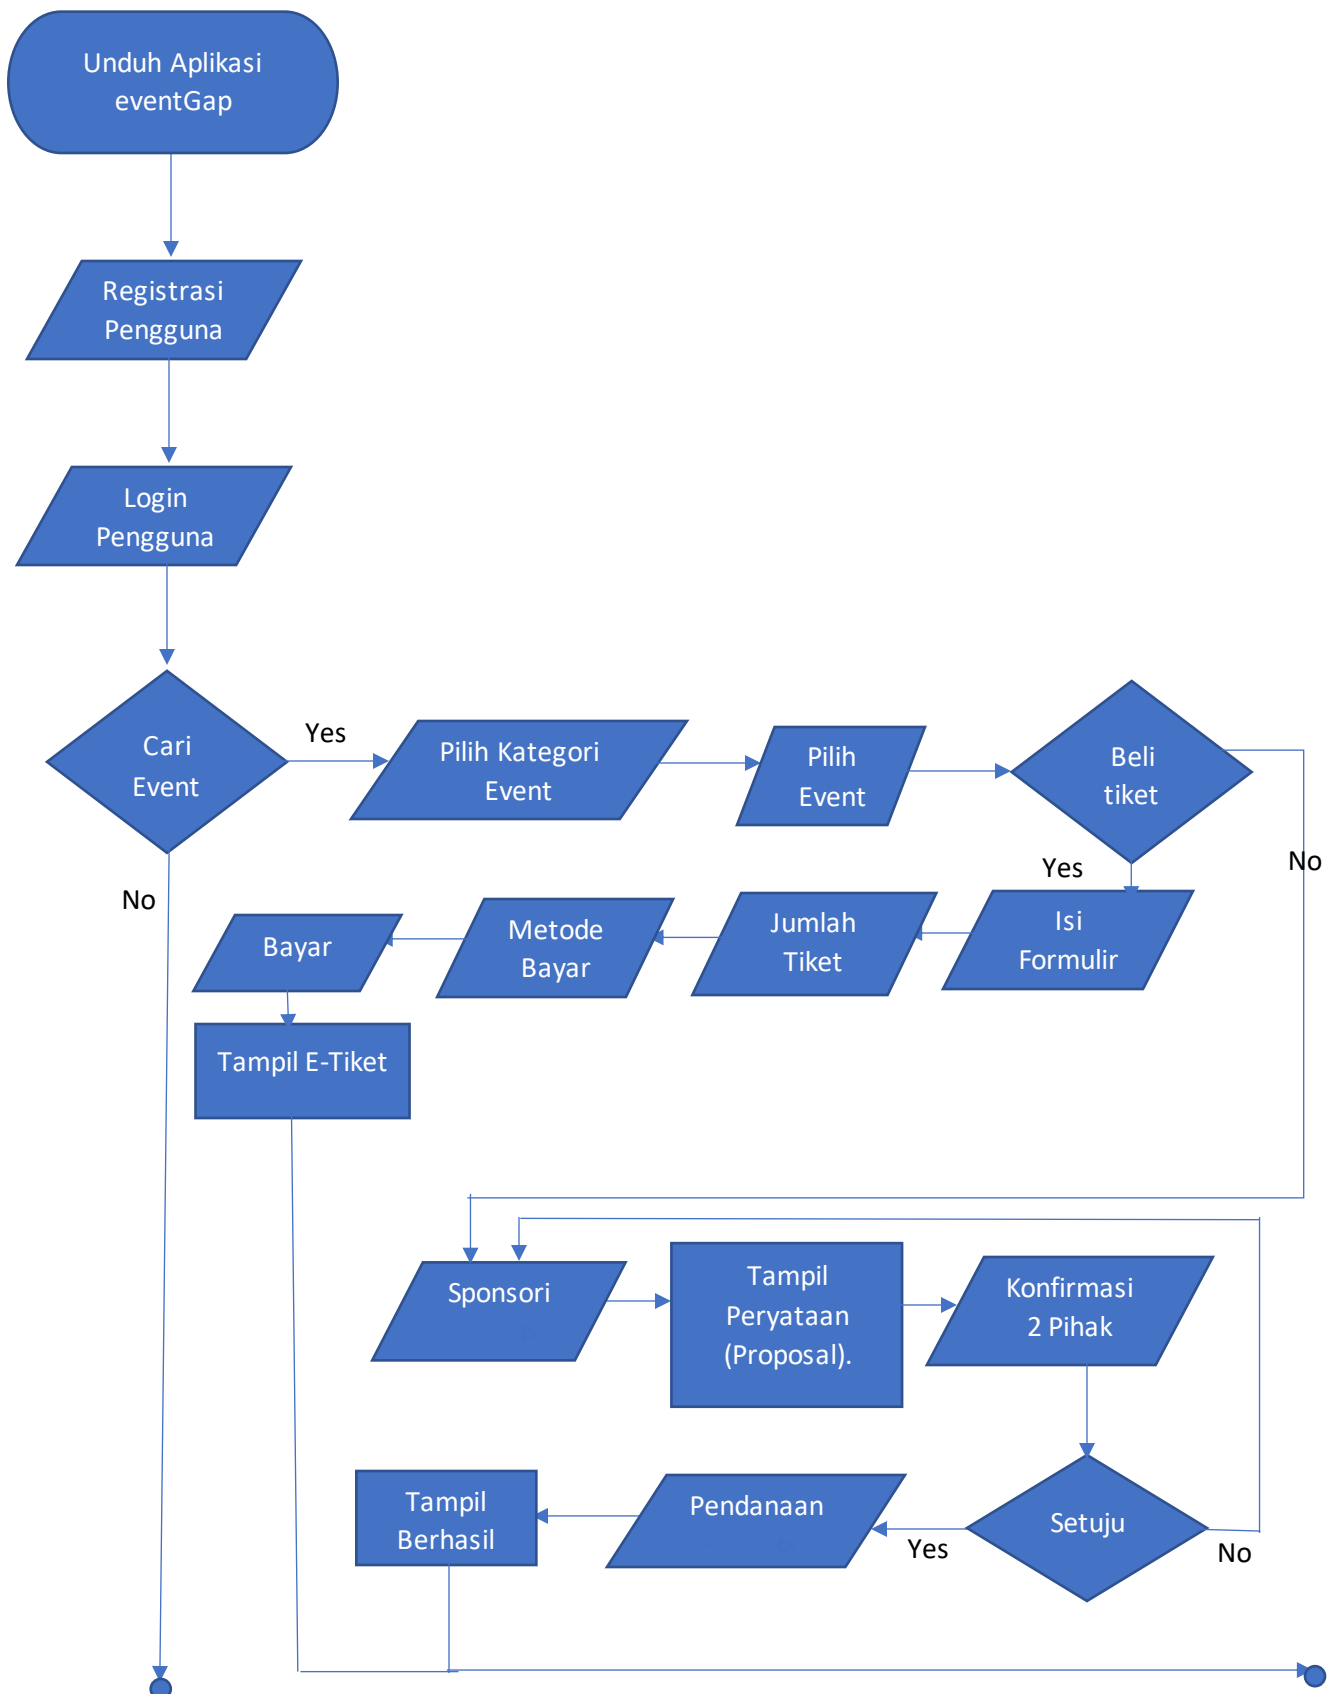 Unduh Aplikasi
eventGap
Registrasi
Pengguna
Login
Pengguna
Cari
Event
Yes
Pilih Kategori
Event
Pilih
Event
Beli
tiket
No
Yes
No
Isi
Formulir
Jumlah
Tiket
Metode
Bayar
Bayar
Tampil E-Tiket
Sponsori
Tampil
Peryataan
(Proposal).
Konfirmasi
2 Pihak
Setuju
No
Yes
Pendanaan
Tampil
Berhasil